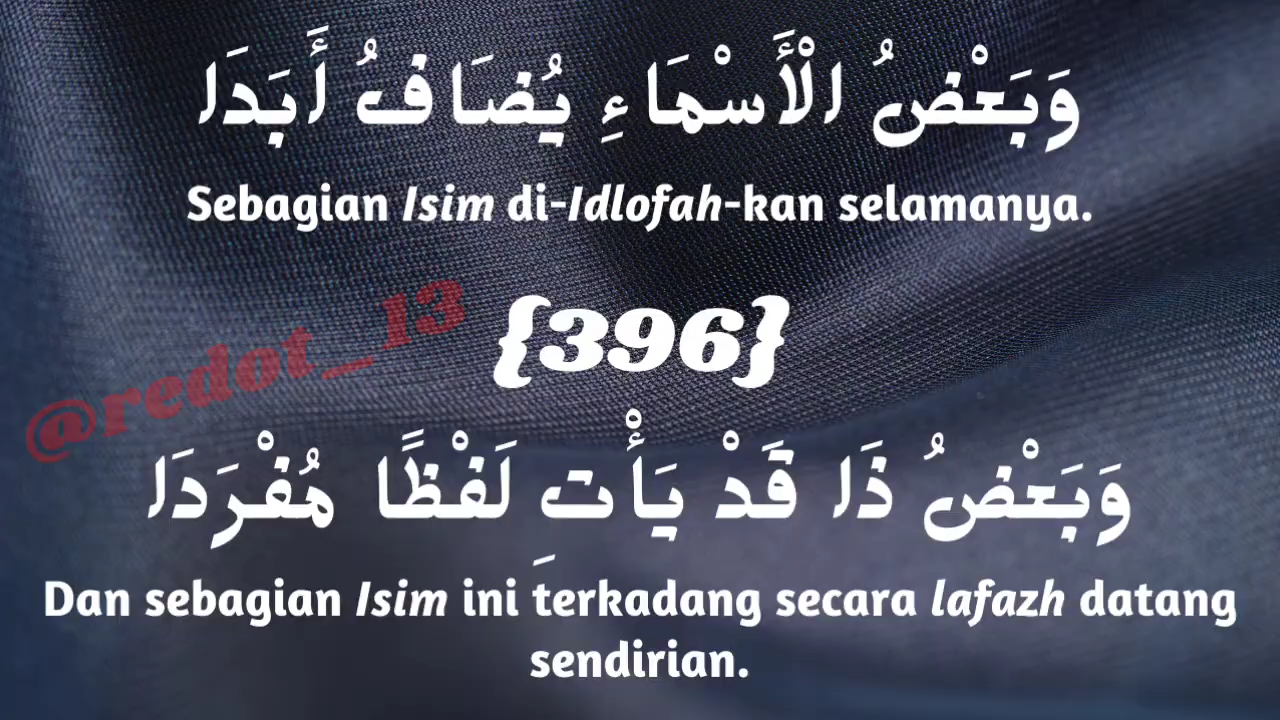 وَبَعْضُ الْأَسْمَاءِ يُضَافُ أَبَدَا
Sebagian Isim di-Idlofah-kan selamanya.
{396}
@redot_13
وَبَعْضُ ذَا قَدْ يَأْتِ لَفْظًا مُفْرَدَا
Dan sebagian Isim ini terkadang secara lafazh datang
sendirian.